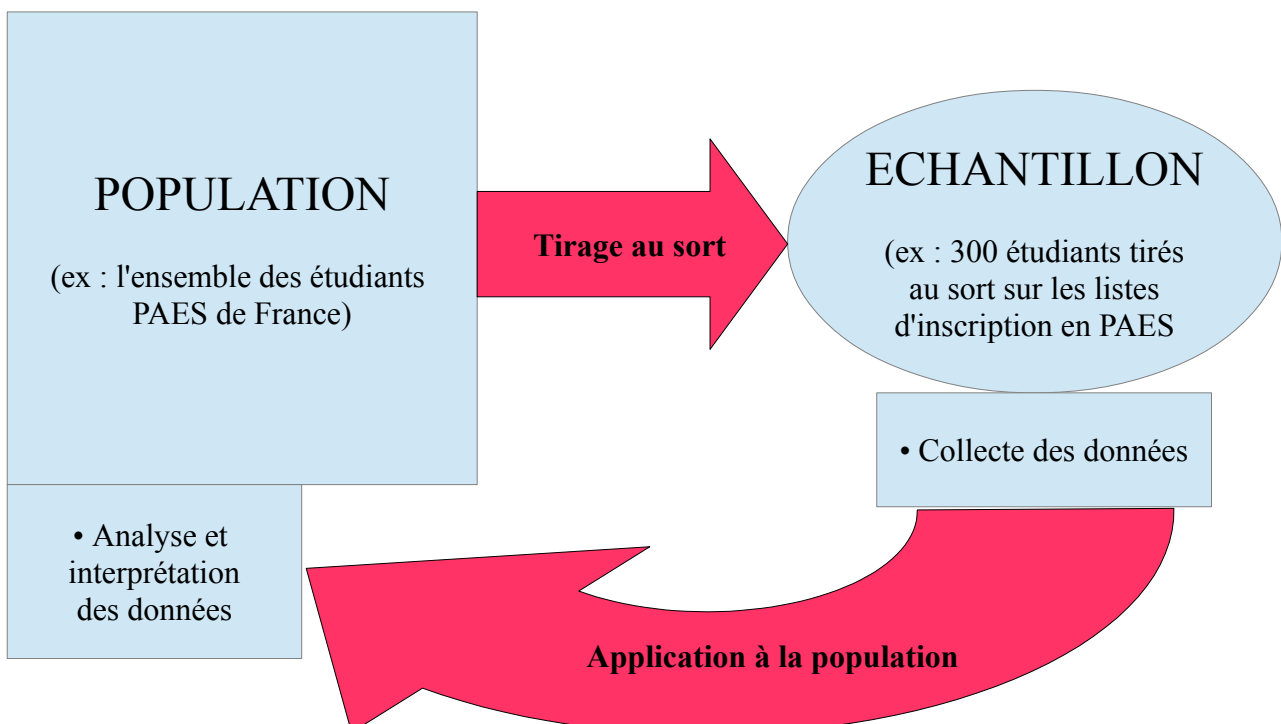 POPULATION
(ex : l'ensemble des étudiants
PAES de France)
Tirage au sort
ECHANTILLON
(ex : 300 étudiants tirés
au sort sur les listes
d'inscription en PAES
• Collecte des données
• Analyse et
interprétation
des données
Application à la population